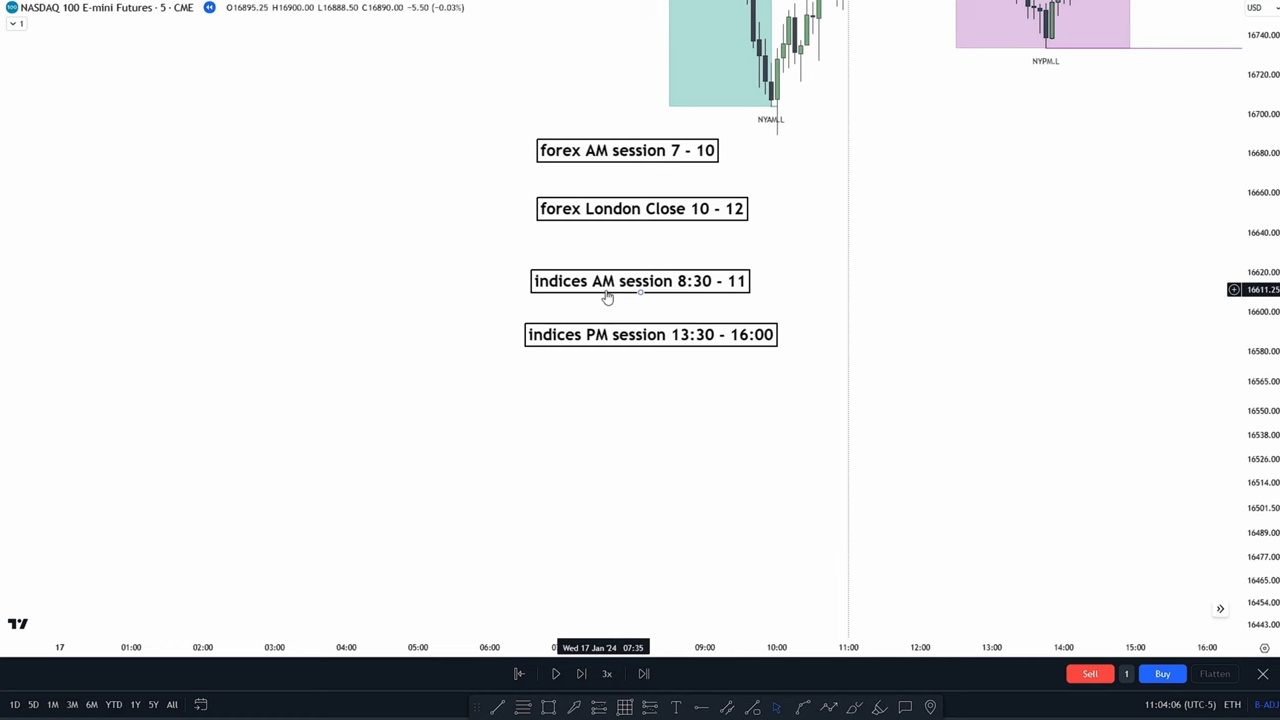 NASDAQ 100 E-mini Futures · 5 · CME O16895.25 H16900.00 L16888.50 C16890.00 -5.50 (-0.03%)
USD
1
16740.00
NYPM.L
16720.00
16700.00
NYAM.L
forex AM session 7 - 10
16680.00
16660.00
forex London Close 10 - 12
16640.00
16620.00
indices AM session 8:30 - 11
16611.25
16600.00
indices PM session 13:30 - 16:00
16580.00
16565.00
16550.00
16538.00
16526.00
16514.00
16501.50
16489.00
16477.00
16465.00
16454.00
16443.00
17 01:00 02:00 03:00 04:00 05:00 06:00 Wed 17 Jan '24 07:35 09:00 10:00 11:00 12:00 13:00 14:00 15:00 16:00
3x Sell 1 Buy Flatten
1D 5D 1M 3M 6M YTD 1Y 5Y All 11:04:06 (UTC-5) ETH B-ADJ